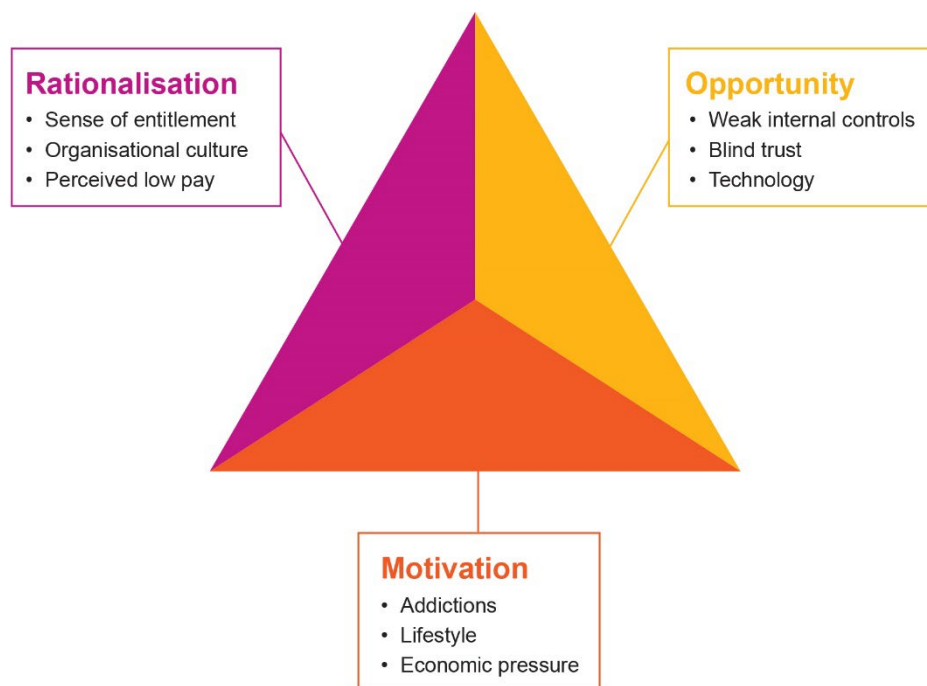 Rationalisation
• Sense of entitlement
• Organisational culture
• Perceived low pay
Opportunity
• Weak internal controls
• Blind trust
• Technology
Motivation
• Addictions
• Lifestyle
• Economic pressure